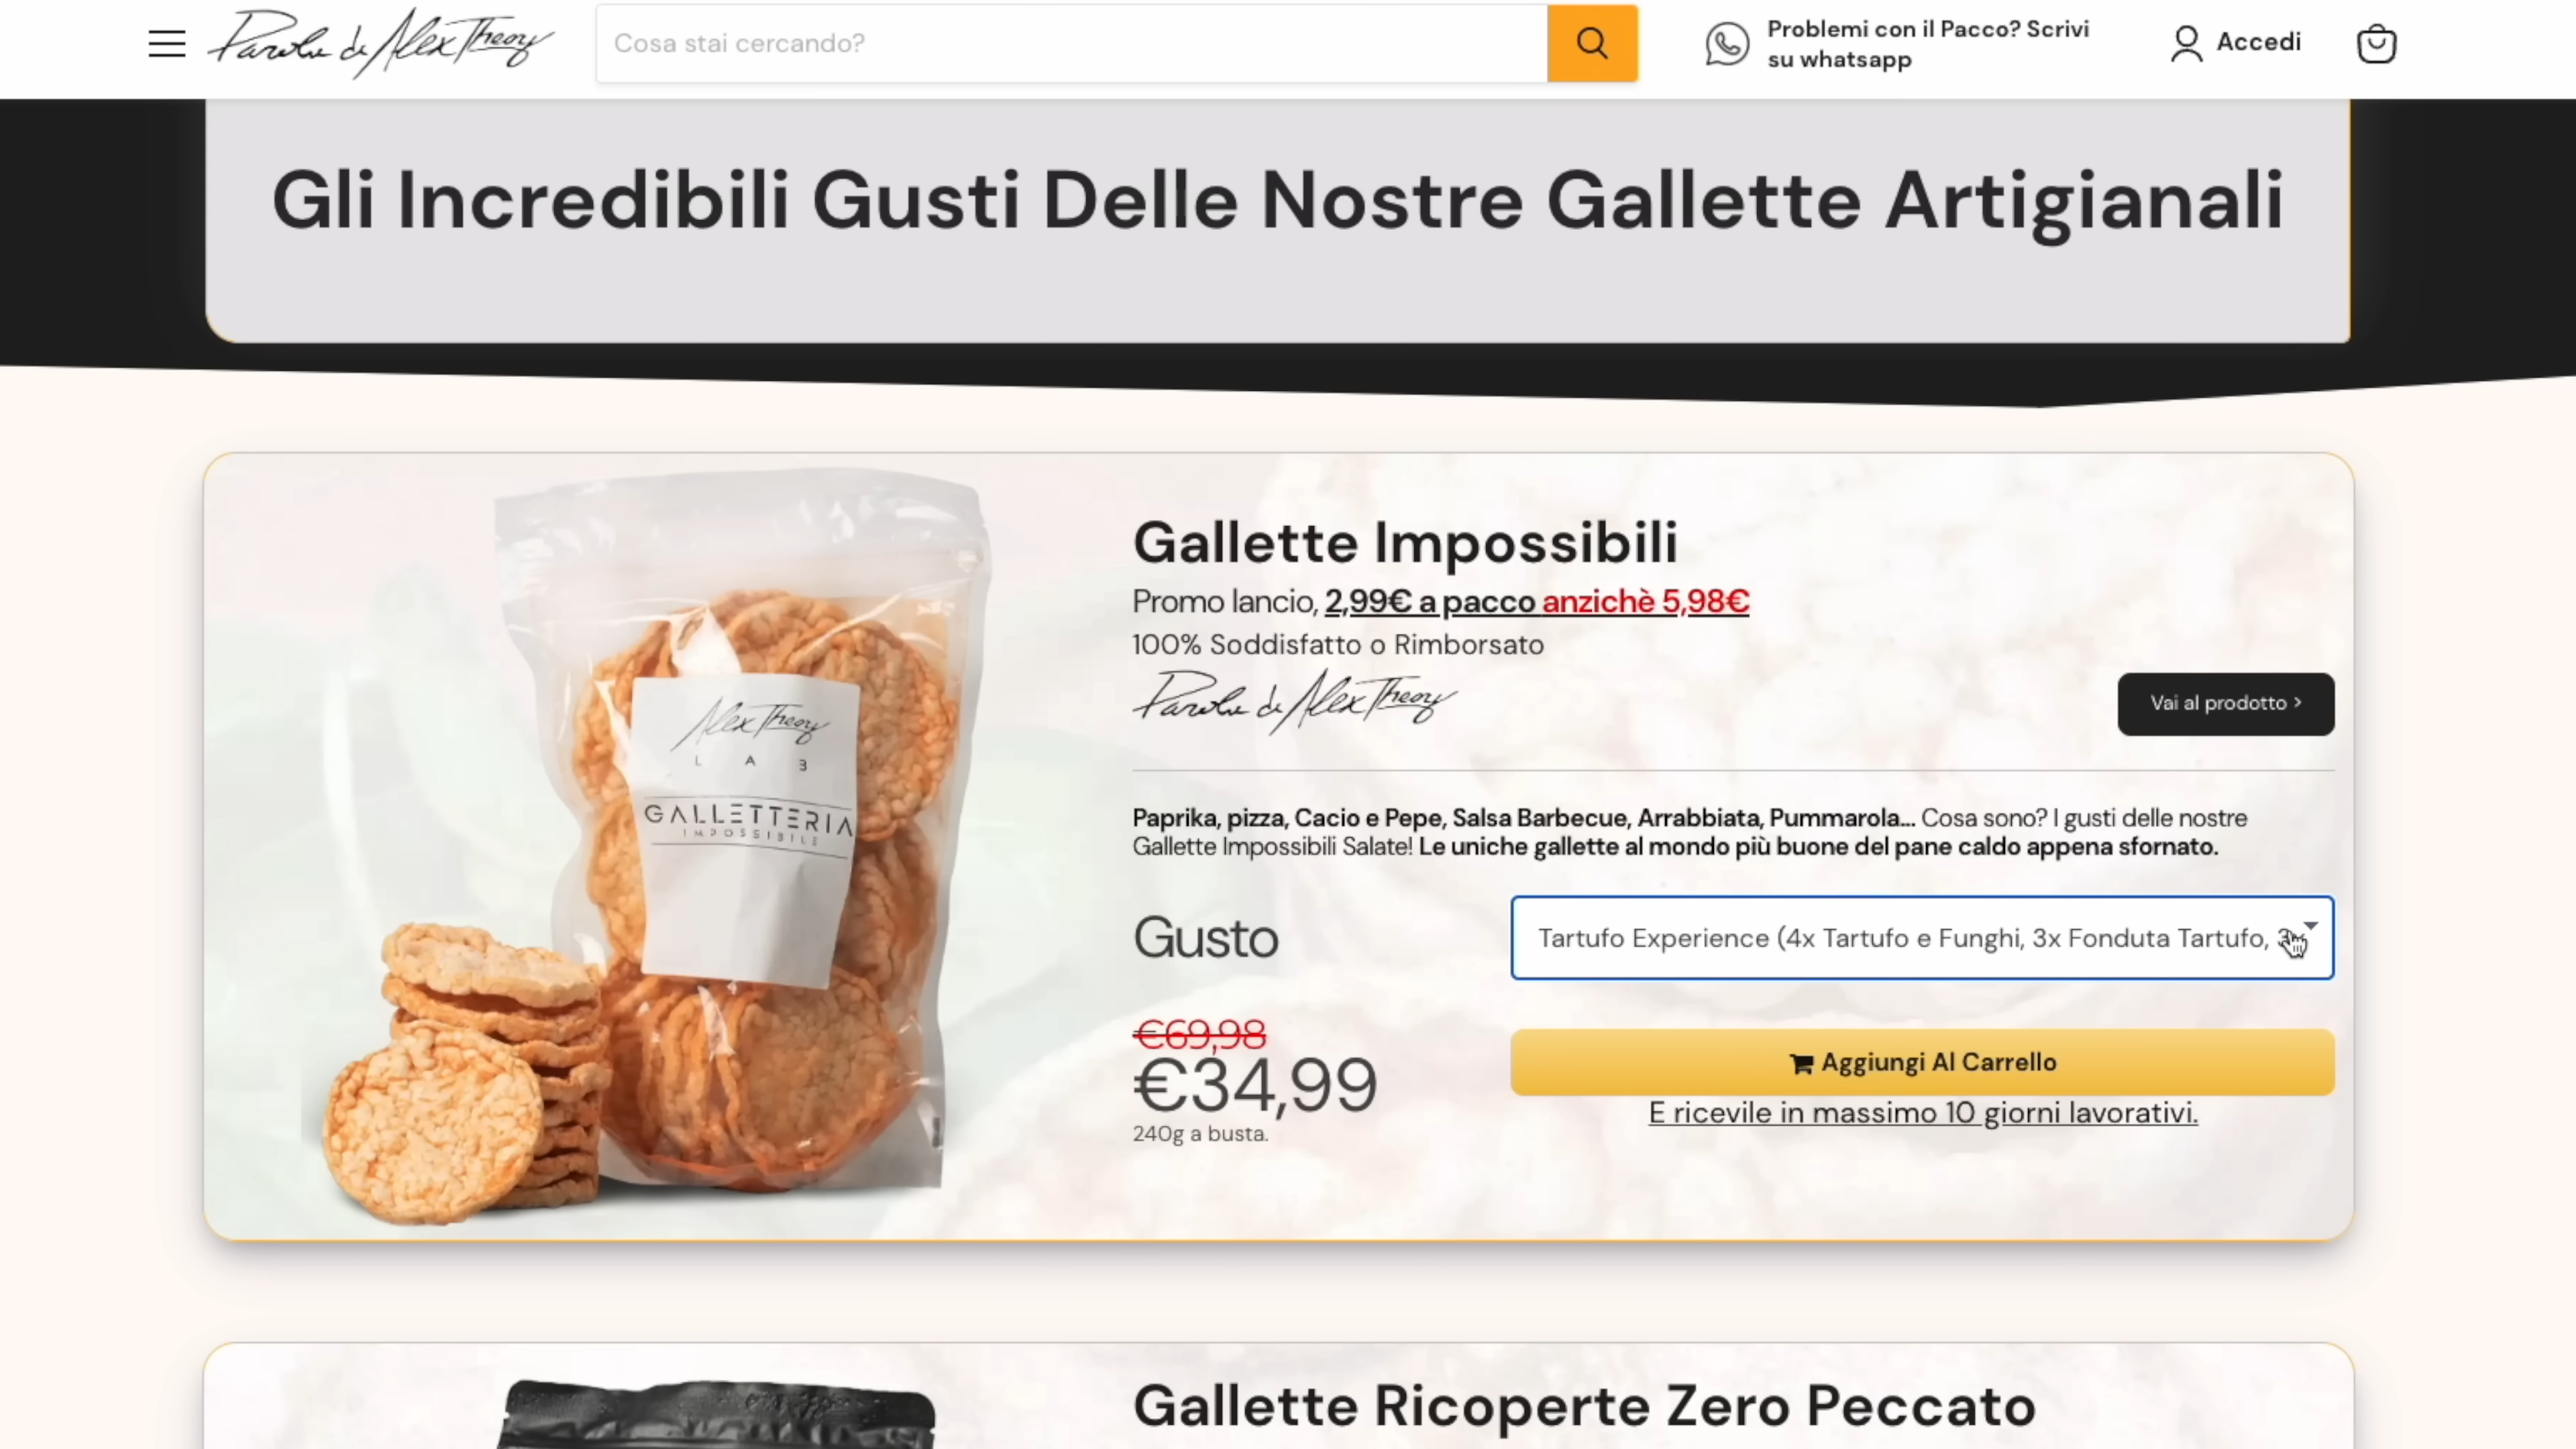 Parola di Alex Theory
Cosa stai cercando?
Problemi con il Pacco? Scrivi
su whatsapp
Accedi
Gli Incredibili Gusti Delle Nostre Gallette Artigianali
Gallette Impossibili
Promo lancio, 2,99€ a pacco anzichè 5,98€
100% Soddisfatto o Rimborsato
Parola di Alex Theory
Vai al prodotto >
Alex Theory
L A B
GALLETTERIA
IMPOSSIBILE
Paprika, pizza, Cacio e Pepe, Salsa Barbecue, Arrabbiata, Pummarola... Cosa sono? I gusti delle nostre
Gallette Impossibili Salate! Le uniche gallette al mondo più buone del pane caldo appena sfornato.
Gusto
Tartufo Experience (4x Tartufo e Funghi, 3x Fonduta Tartufo,
€69,98
€34,99
240g a busta.
Aggiungi Al Carrello
E ricevile in massimo 10 giorni lavorativi.
Gallette Ricoperte Zero Peccato